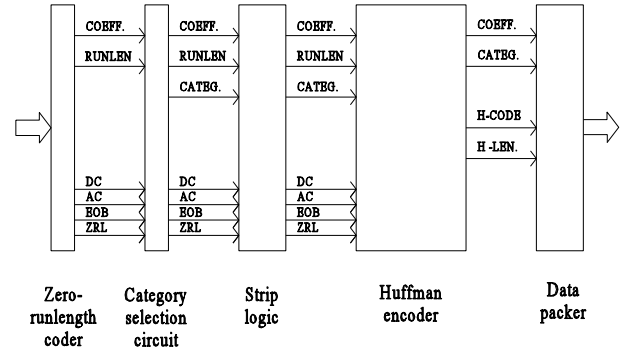 COEFF. COEFF. COEFF. COEFF.
RUNLEN RUNLEN RUNLEN CATEG.
CATEG. CATEG.
H-CODE
H -LEN.
DC DC DC
AC AC AC
EOB EOB EOB
ZRL ZRL ZRL
Zero-
runlength
coder
Category
selection
circuit
Strip
logic
Huffman
encoder
Data
packer